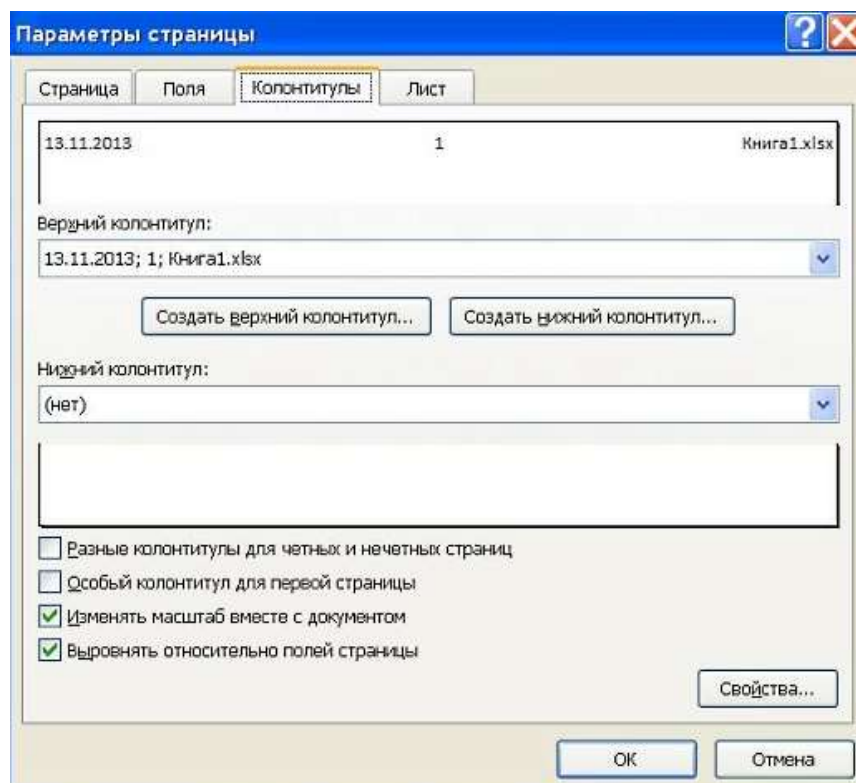 Параметры страницы
Страница Поля Колонтитулы Лист
13.11.2013 1 Книга1.xlsx
Верхний колонтитул:
13.11.2013; 1; Книга1.xlsx
Создать верхний колонтитул... Создать нижний колонтитул...
Нижний колонтитул:
(нет)
Разные колонтитулы для четных и нечетных страниц
Особый колонтитул для первой страницы
Изменять масштаб вместе с документом
Выровнять относительно полей страницы
Свойства...
ОК Отмена